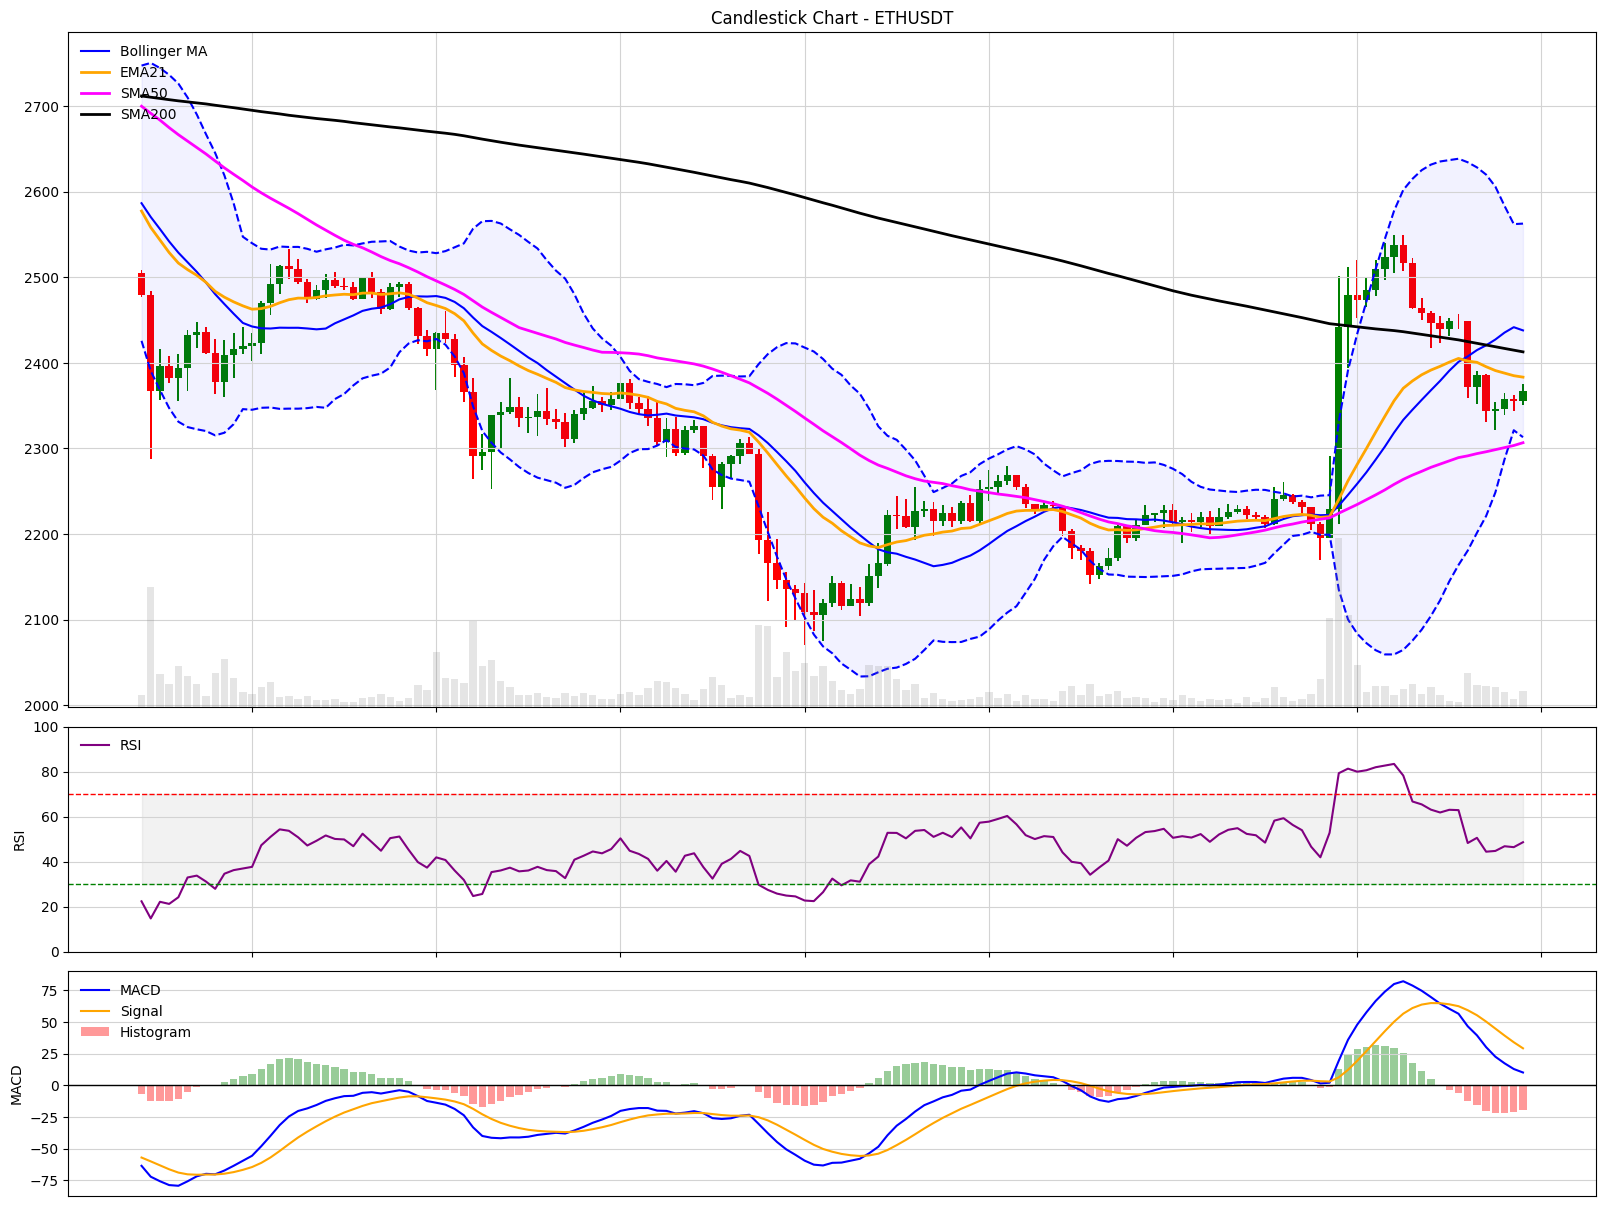 Candlestick Chart - ETHUSDT
Bollinger MA
EMA21
SMA50
SMA200
2700
2600
2500
2400
2300
2200
2100
2000
RSI
100
80
60
40
20
0
RSI
MACD
Signal
Histogram
75
50
25
0
−25
−50
−75
MACD